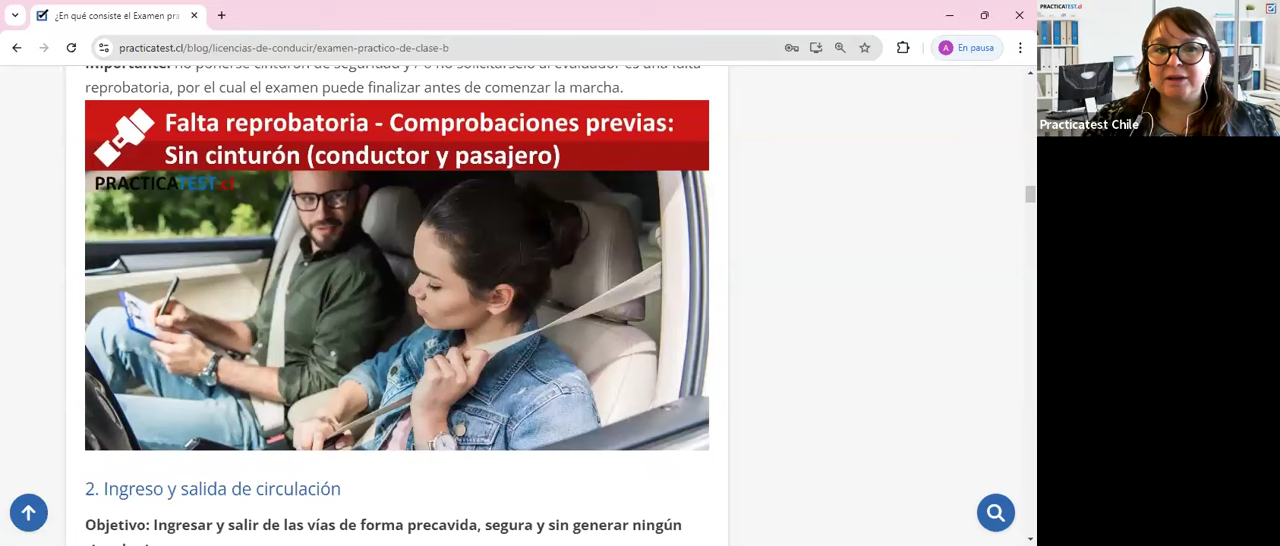 ¿En qué consiste el Examen pra
practicatest.cl/blog/licencias-de-conducir/examen-practico-de-clase-b
A
En pausa
reprobatoria, por el cual el examen puede finalizar antes de comenzar la marcha.
Falta reprobatoria - Comprobaciones previas:
Sin cinturón (conductor y pasajero)
PRACTICATEST.cl
2. Ingreso y salida de circulación
Objetivo: Ingresar y salir de las vías de forma precavida, segura y sin generar ningún
PRACTICATEST.cl
Practicatest Chile